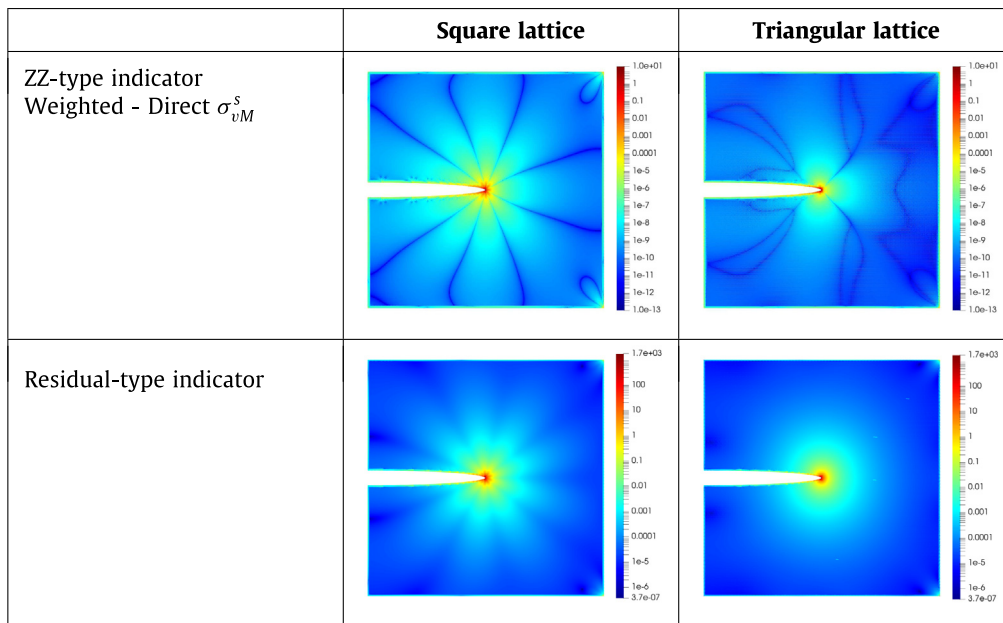 Square lattice
Triangular lattice
ZZ-type indicator
Weighted - Direct σ^s_{vM}
1.0e+01
1
0.1
0.01
0.001
0.0001
1e-5
1e-6
1e-7
1e-8
1e-9
1e-10
1e-11
1e-12
1.0e-13
1.0e+01
1
0.1
0.01
0.001
0.0001
1e-5
1e-6
1e-7
1e-8
1e-9
1e-10
1e-11
1e-12
1.0e-13
Residual-type indicator
1.7e+03
100
10
1
0.1
0.01
0.001
0.0001
1e-5
1e-6
3.7e-07
1.7e+03
100
10
1
0.1
0.01
0.001
0.0001
1e-5
1e-6
3.7e-07